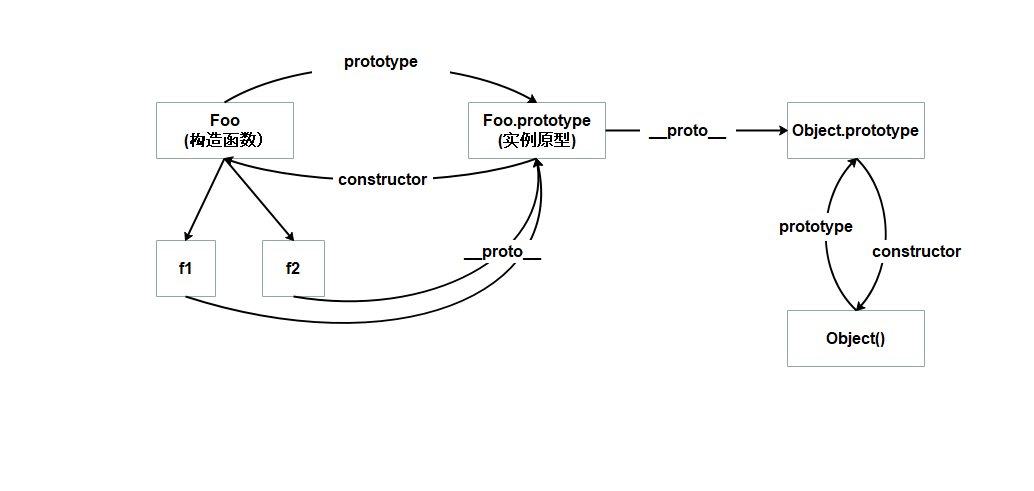 prototype
Foo
(构造函数）
Foo.prototype
(实例原型)
__proto__
Object.prototype
constructor
prototype
constructor
__proto__
f1
f2
Object()